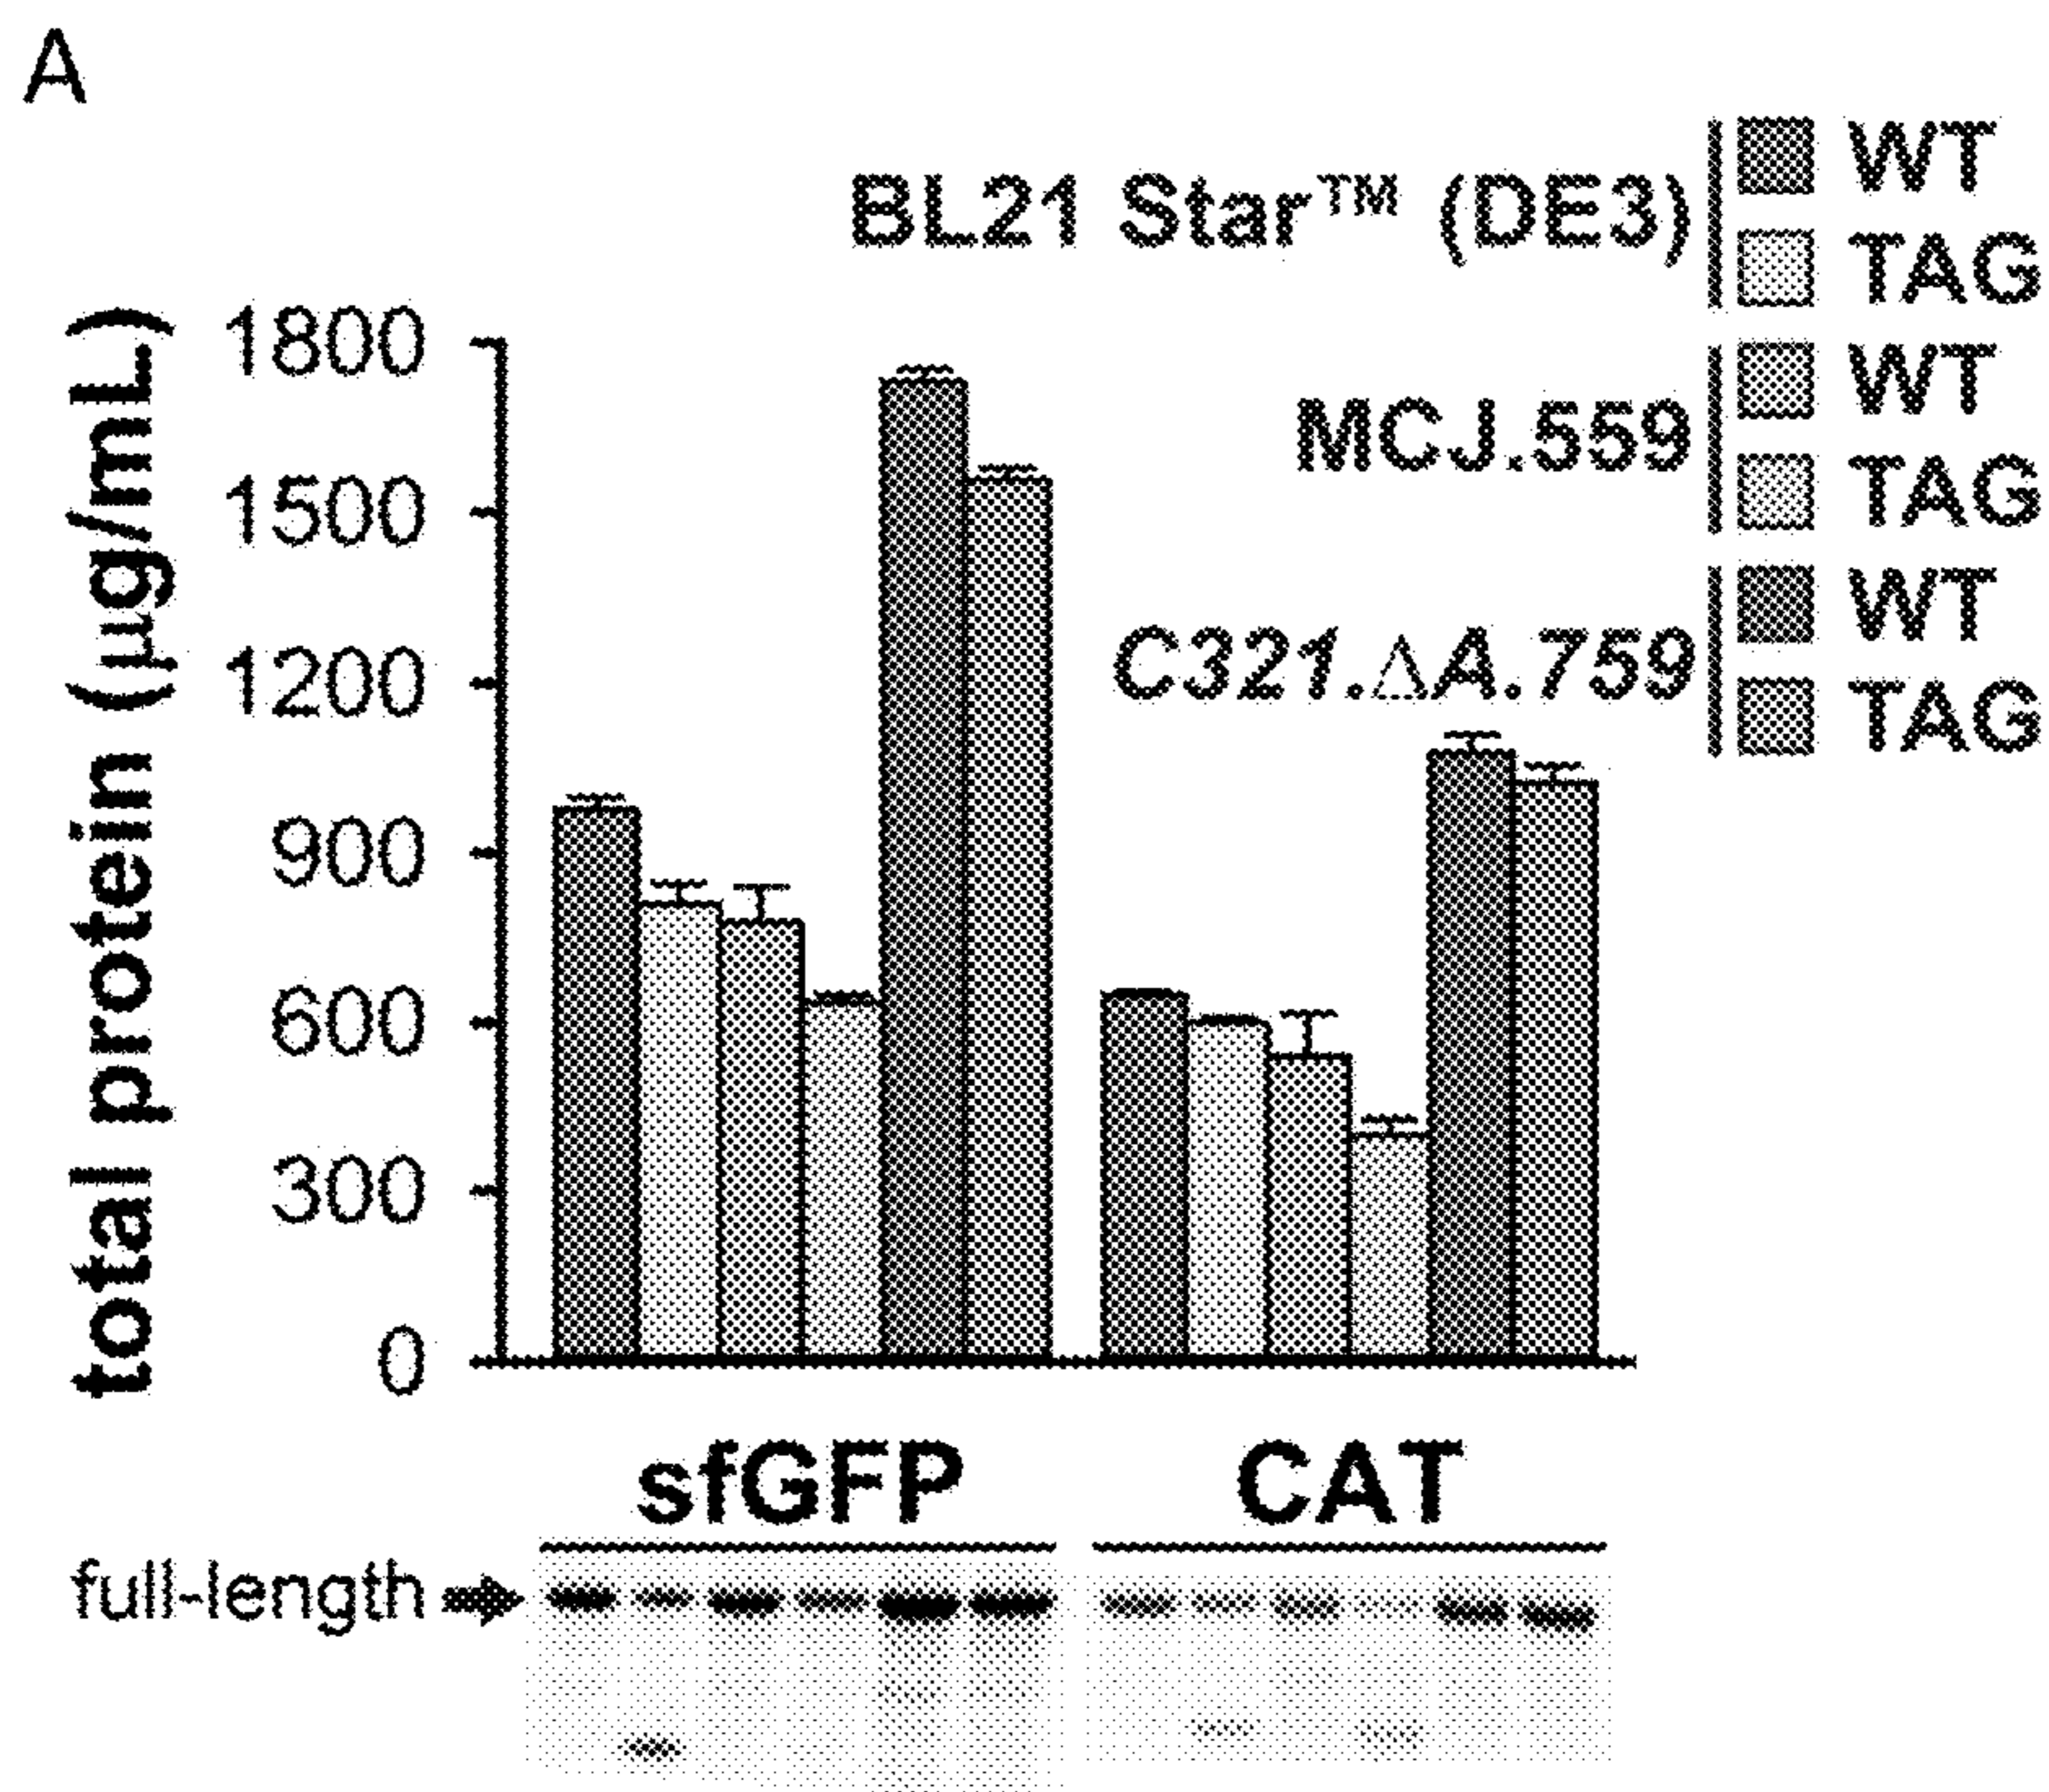 A
BL21 Star™ (DE3)
WT
TAG
MCJ.559
WT
TAG
C321.ΔA.759
WT
TAG
total protein (µg/mL)
1800
1500
1200
900
600
300
0
sfGFP
CAT
full-length